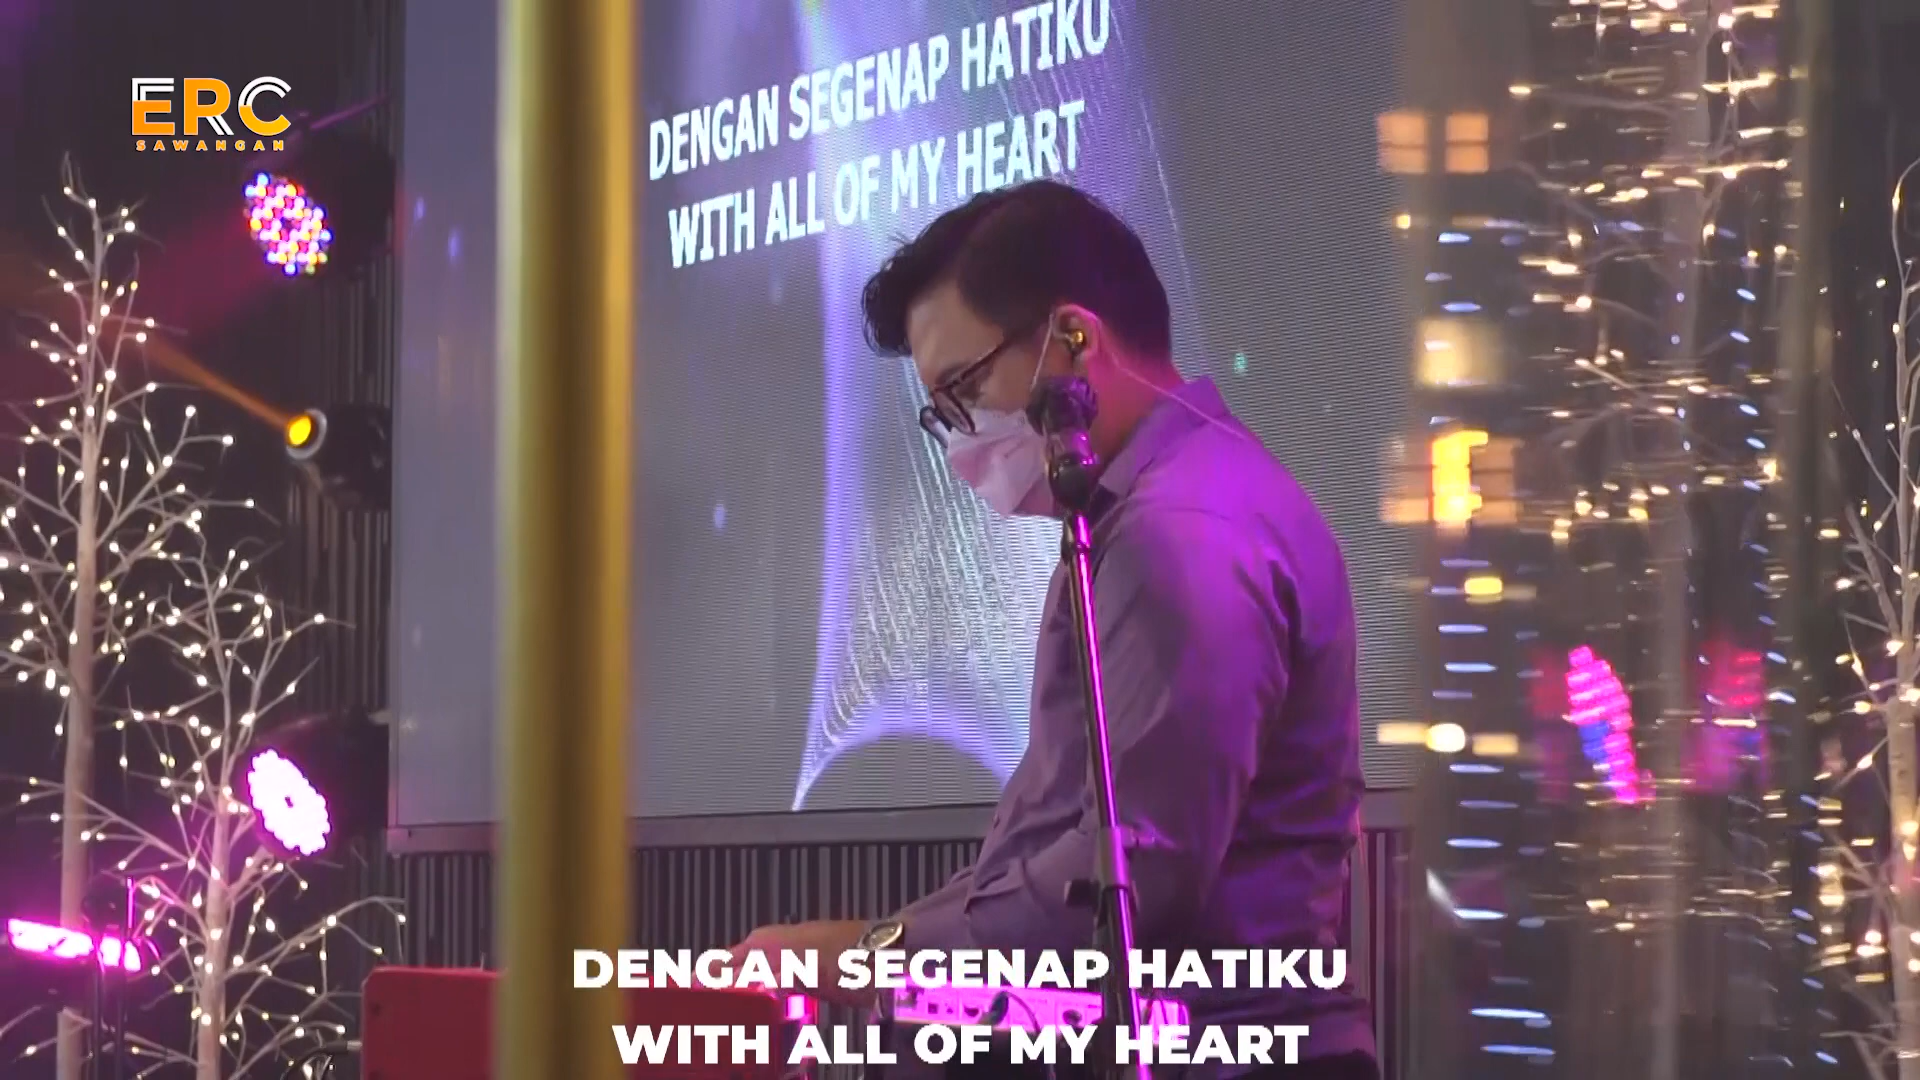 ERC
SAWANGAN
DENGAN SEGENAP HATIKU
WITH ALL OF MY HEART
DENGAN SEGENAP HATIKU
WITH ALL OF MY HEART